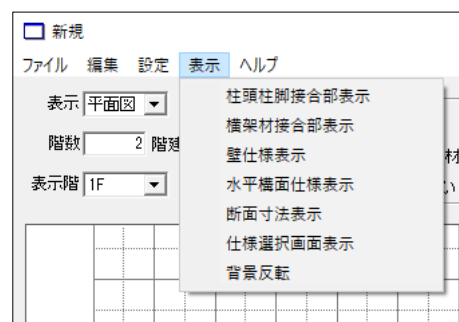 新規
ファイル 編集 設定 表示 ヘルプ
表示 平面図
階数 2 階建
表示階 1F
柱頭柱脚接合部表示
横架材接合部表示
壁仕様表示
水平構面仕様表示
断面寸法表示
仕様選択画面表示
背景反転